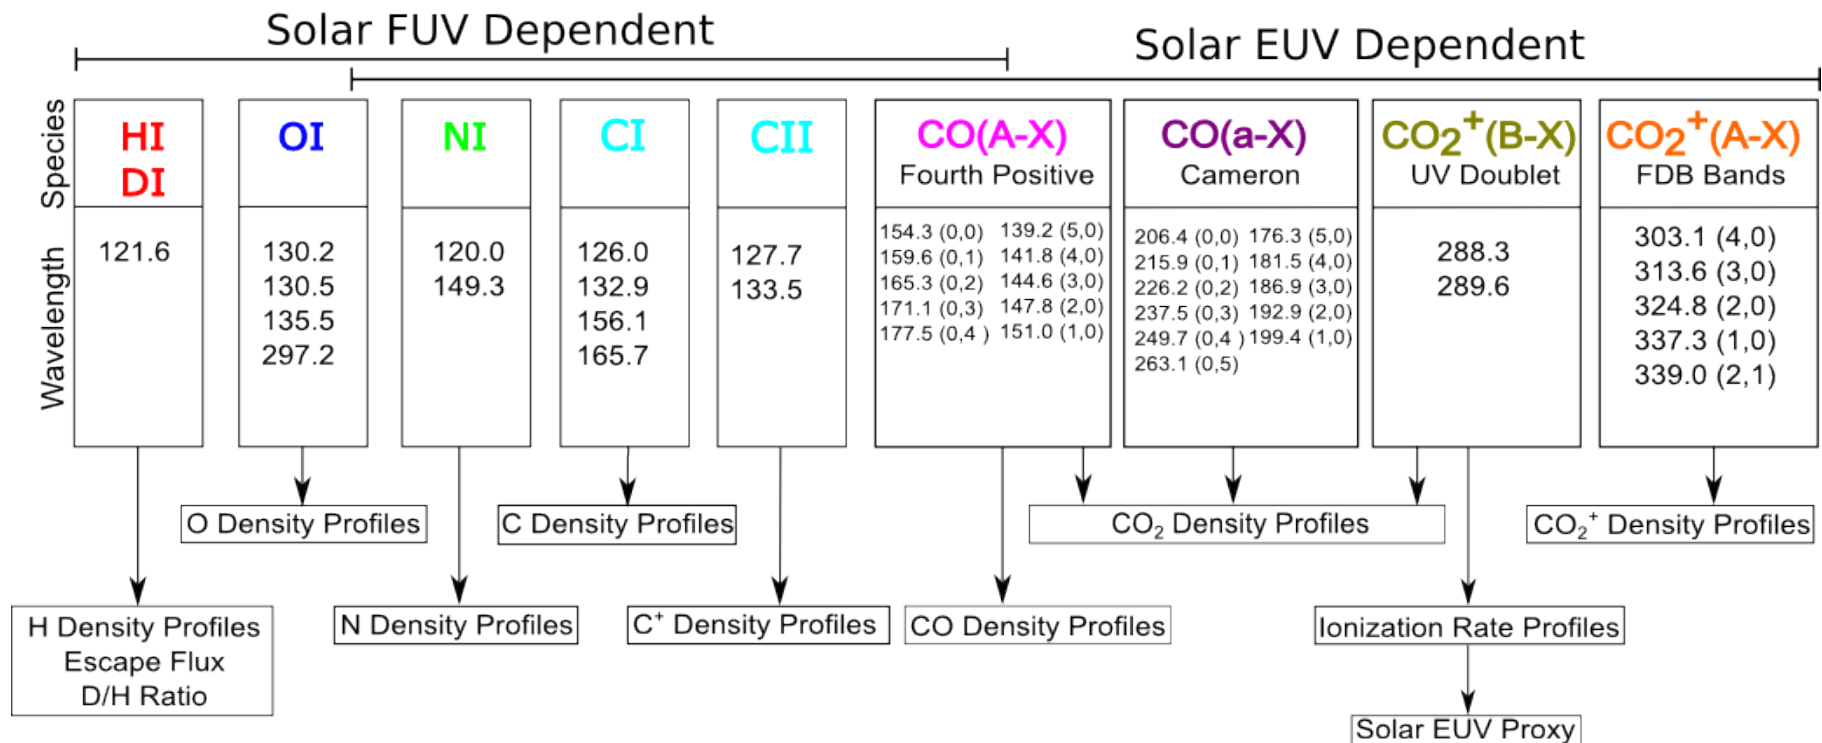 Solar FUV Dependent
Solar EUV Dependent
Species
HI
DI
OI
NI
CI
CII
CO(A-X)
Fourth Positive
CO(a-X)
Cameron
CO₂⁺(B-X)
UV Doublet
CO₂⁺(A-X)
FDB Bands
Wavelength
121.6
130.2
130.5
135.5
297.2
120.0
149.3
126.0
132.9
156.1
165.7
127.7
133.5
154.3 (0,0) 139.2 (5,0)
159.6 (0,1) 141.8 (4,0)
165.3 (0,2) 144.6 (3,0)
171.1 (0,3) 147.8 (2,0)
177.5 (0,4 ) 151.0 (1,0)
206.4 (0,0) 176.3 (5,0)
215.9 (0,1) 181.5 (4,0)
226.2 (0,2) 186.9 (3,0)
237.5 (0,3) 192.9 (2,0)
249.7 (0,4 ) 199.4 (1,0)
263.1 (0,5)
288.3
289.6
303.1 (4,0)
313.6 (3,0)
324.8 (2,0)
337.3 (1,0)
339.0 (2,1)
O Density Profiles
C Density Profiles
CO₂ Density Profiles
CO₂⁺ Density Profiles
H Density Profiles
Escape Flux
D/H Ratio
N Density Profiles
C⁺ Density Profiles
CO Density Profiles
Ionization Rate Profiles
Solar EUV Proxy